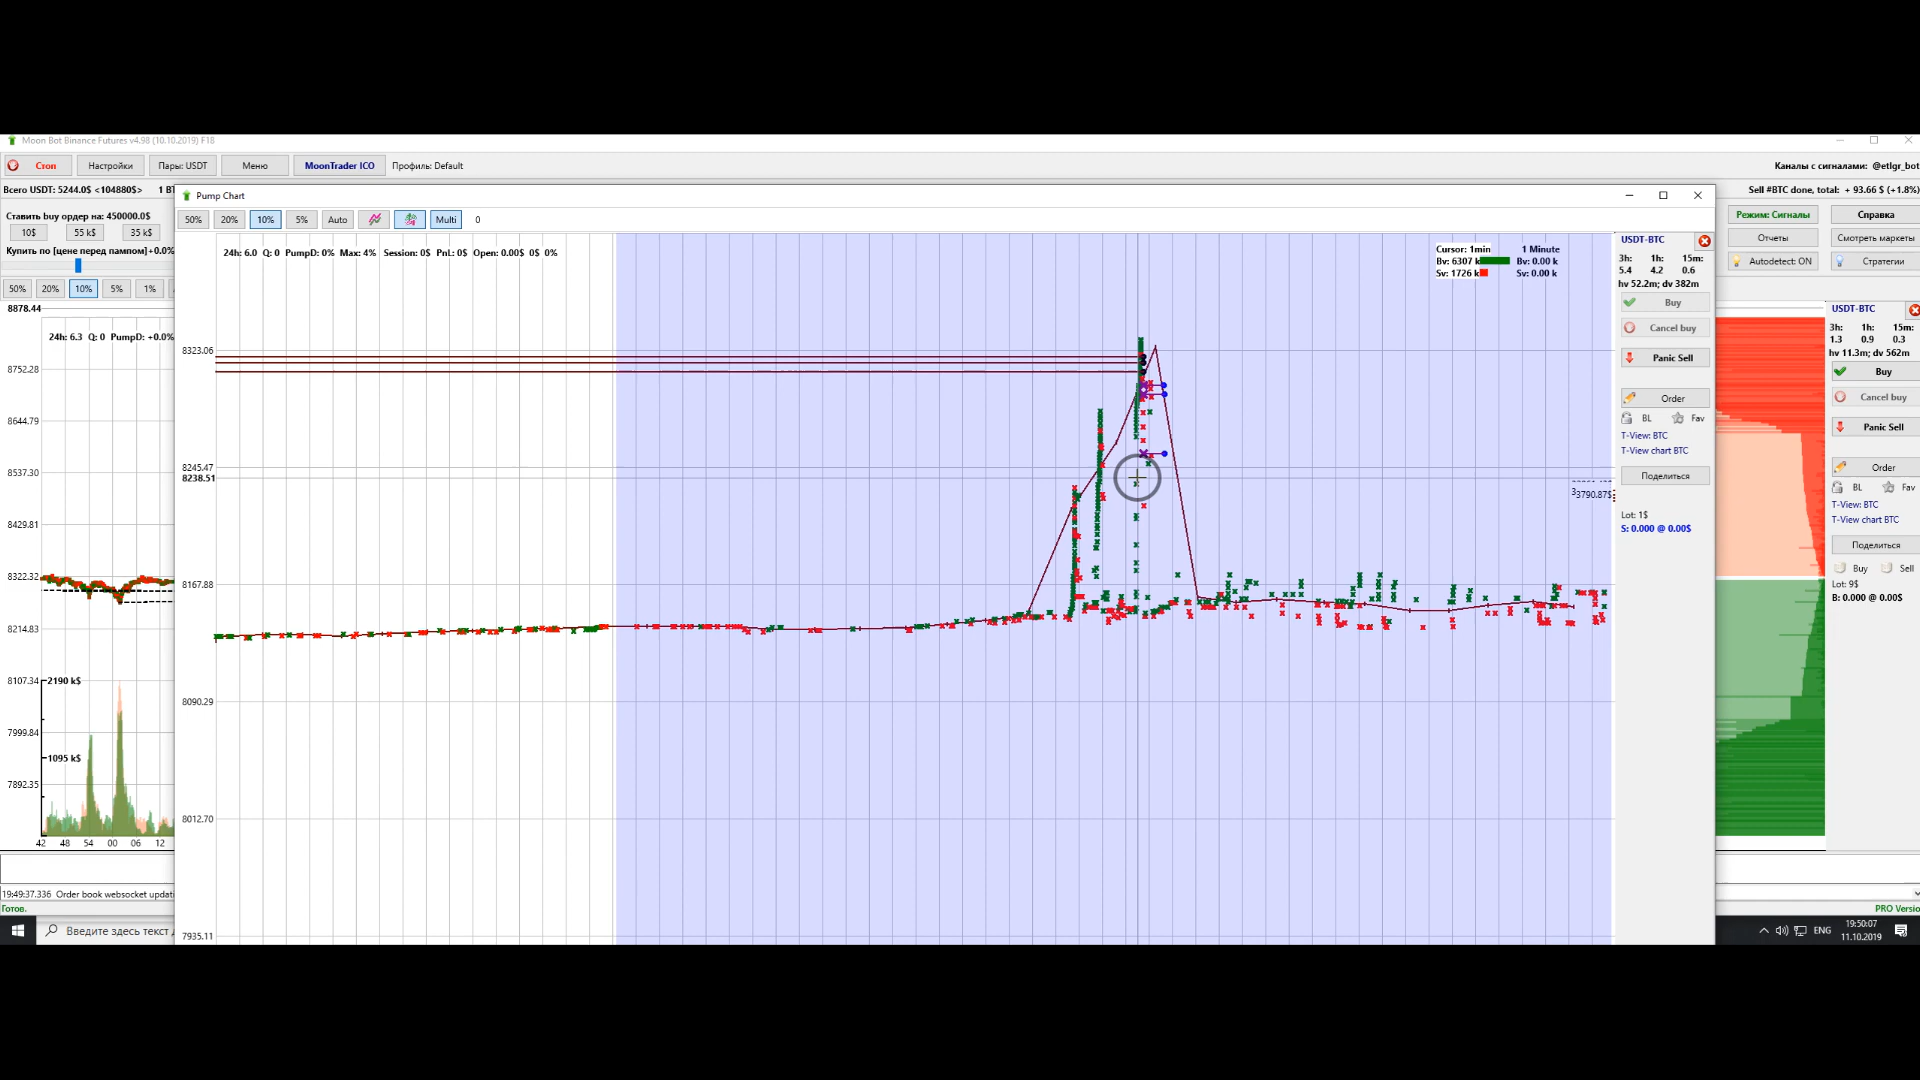 Moon Bot Binance Futures v4.98 (10.10.2019) F18
Стоп Настройки Пары: USDT Меню MoonTrader ICO Профиль: Default Каналы с сигналами: @etlgr_bot
Всего USDT: 5244.0$ <104880$> 1 BT
Sell #BTC done, total: + 93.66 $ (+1.8%)
Ставить buy ордер на: 450000.0$
10$ 55 k$ 35 k$
Купить по [цене перед пампом]+0.0%
50% 20% 10% 5% 1%
8878.44
24h: 6.3 Q: 0 PumpD: +0.0%
8752.28
8644.79
8537.30
8429.81
8322.32
8214.83
8107.34
7999.84
7892.35
2190 k$
1095 k$
42 48 54 00 06 12
19:49:37.336 Order book websocket updati
Готов.
Введите здесь текст д
Pump Chart
50% 20% 10% 5% Auto Multi 0
24h: 6.0 Q: 0 PumpD: 0% Max: 4% Session: 0$ PnL: 0$ Open: 0.00$ 0$ 0%
Cursor: 1min 1 Minute
Bv: 6307 k Bv: 0.00 k
Sv: 1726 k Sv: 0.00 k
8323.06
8245.47
8238.51
8167.88
8090.29
8012.70
7935.11
3790.87$
USDT-BTC
3h: 1h: 15m:
5.4 4.2 0.6
hv 52.2m; dv 382m
Buy
Cancel buy
Panic Sell
Order
BL Fav
T-View: BTC
T-View chart BTC
Поделиться
Lot: 1$
S: 0.000 @ 0.00$
Режим: Сигналы Справка
Отчеты Смотреть маркеты
Autodetect: ON Стратегии
USDT-BTC
3h: 1h: 15m:
1.3 0.9 0.3
hv 11.3m; dv 562m
Buy
Cancel buy
Panic Sell
Order
BL Fav
T-View: BTC
T-View chart BTC
Поделиться
Buy Sell
Lot: 9$
B: 0.000 @ 0.00$
PRO Versio
ENG
19:50:07
11.10.2019